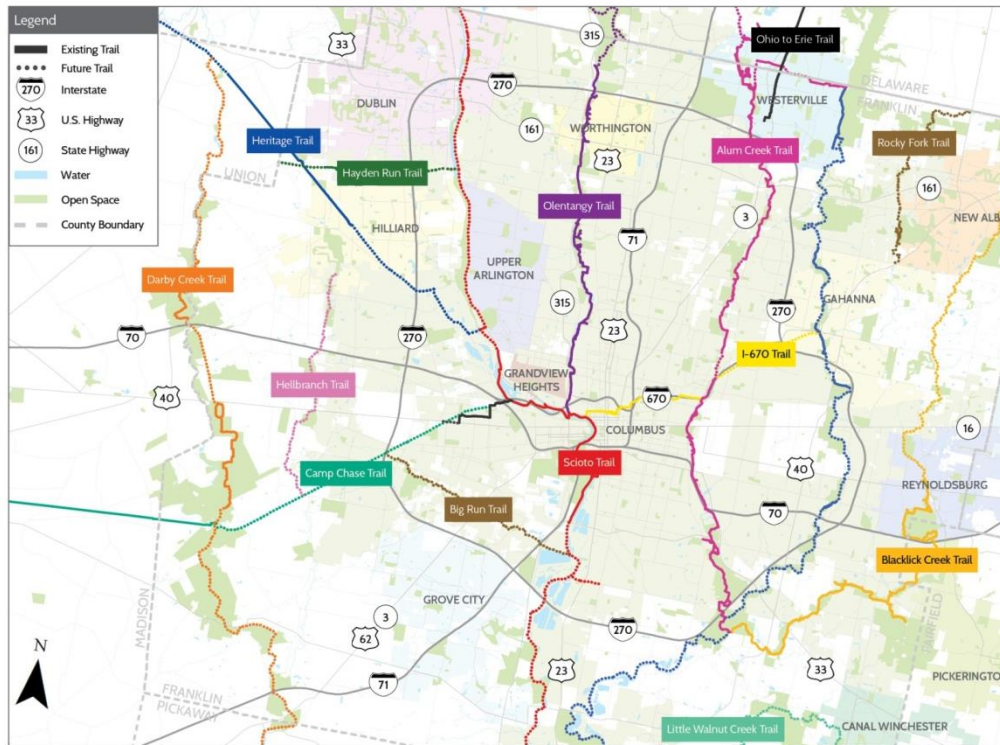 Legend
Existing Trail
Future Trail
270
Interstate
33
U.S. Highway
161
State Highway
Water
Open Space
County Boundary
33
315
Ohio to Erie Trail
270
DELAWARE
FRANKLIN
DUBLIN
WESTERVILLE
161
WORTHINGTON
Heritage Trail
23
Alum Creek Trail
Rocky Fork Trail
UNION
Hayden Run Trail
161
Olentangy Trail
3
NEW ALB
HILLIARD
71
UPPER
ARLINGTON
Darby Creek Trail
315
GAHANNA
270
70
270
23
I-670 Trail
GRANDVIEW
HEIGHTS
Hellbranch Trail
40
670
COLUMBUS
16
Camp Chase Trail
Scioto Trail
40
REYNOLDSBURG
Big Run Trail
70
Blacklick Creek Trail
GROVE CITY
MADISON
3
62
270
FAIRFIELD
N
23
33
PICKERINGTO
71
FRANKLIN
PICKAWAY
Little Walnut Creek Trail
CANAL WINCHESTER